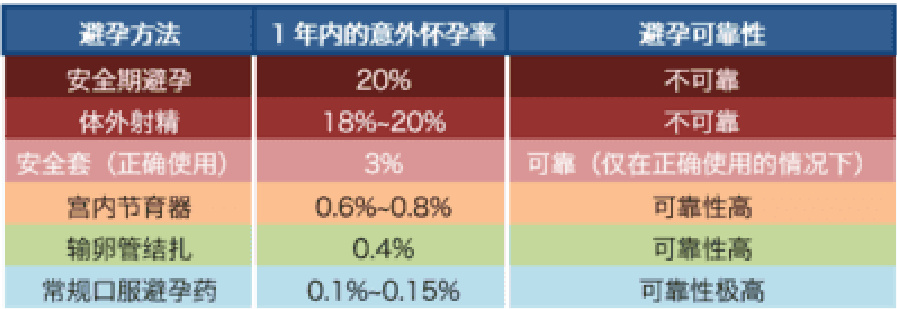 避孕方法 1年内的意外怀孕率 避孕可靠性
安全期避孕 20% 不可靠
体外射精 18%~20% 不可靠
安全套（正确使用） 3% 可靠（仅在正确使用的情况下）
宫内节育器 0.6%~0.8% 可靠性高
输卵管结扎 0.4% 可靠性高
常规口服避孕药 0.1%~0.15% 可靠性极高